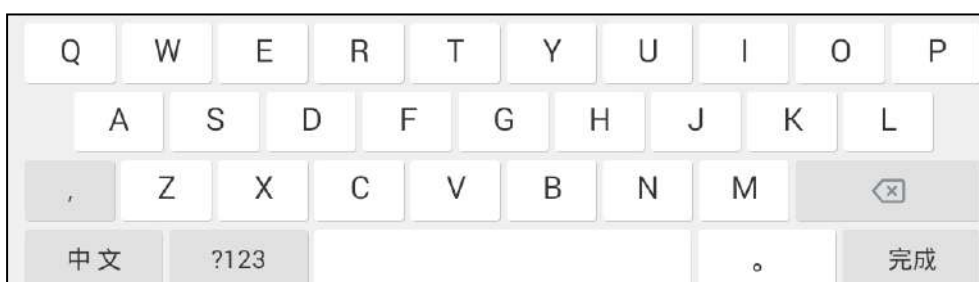 Q W E R T Y U I O P
A S D F G H J K L
, Z X C V B N M
中文 ?123 。 完成